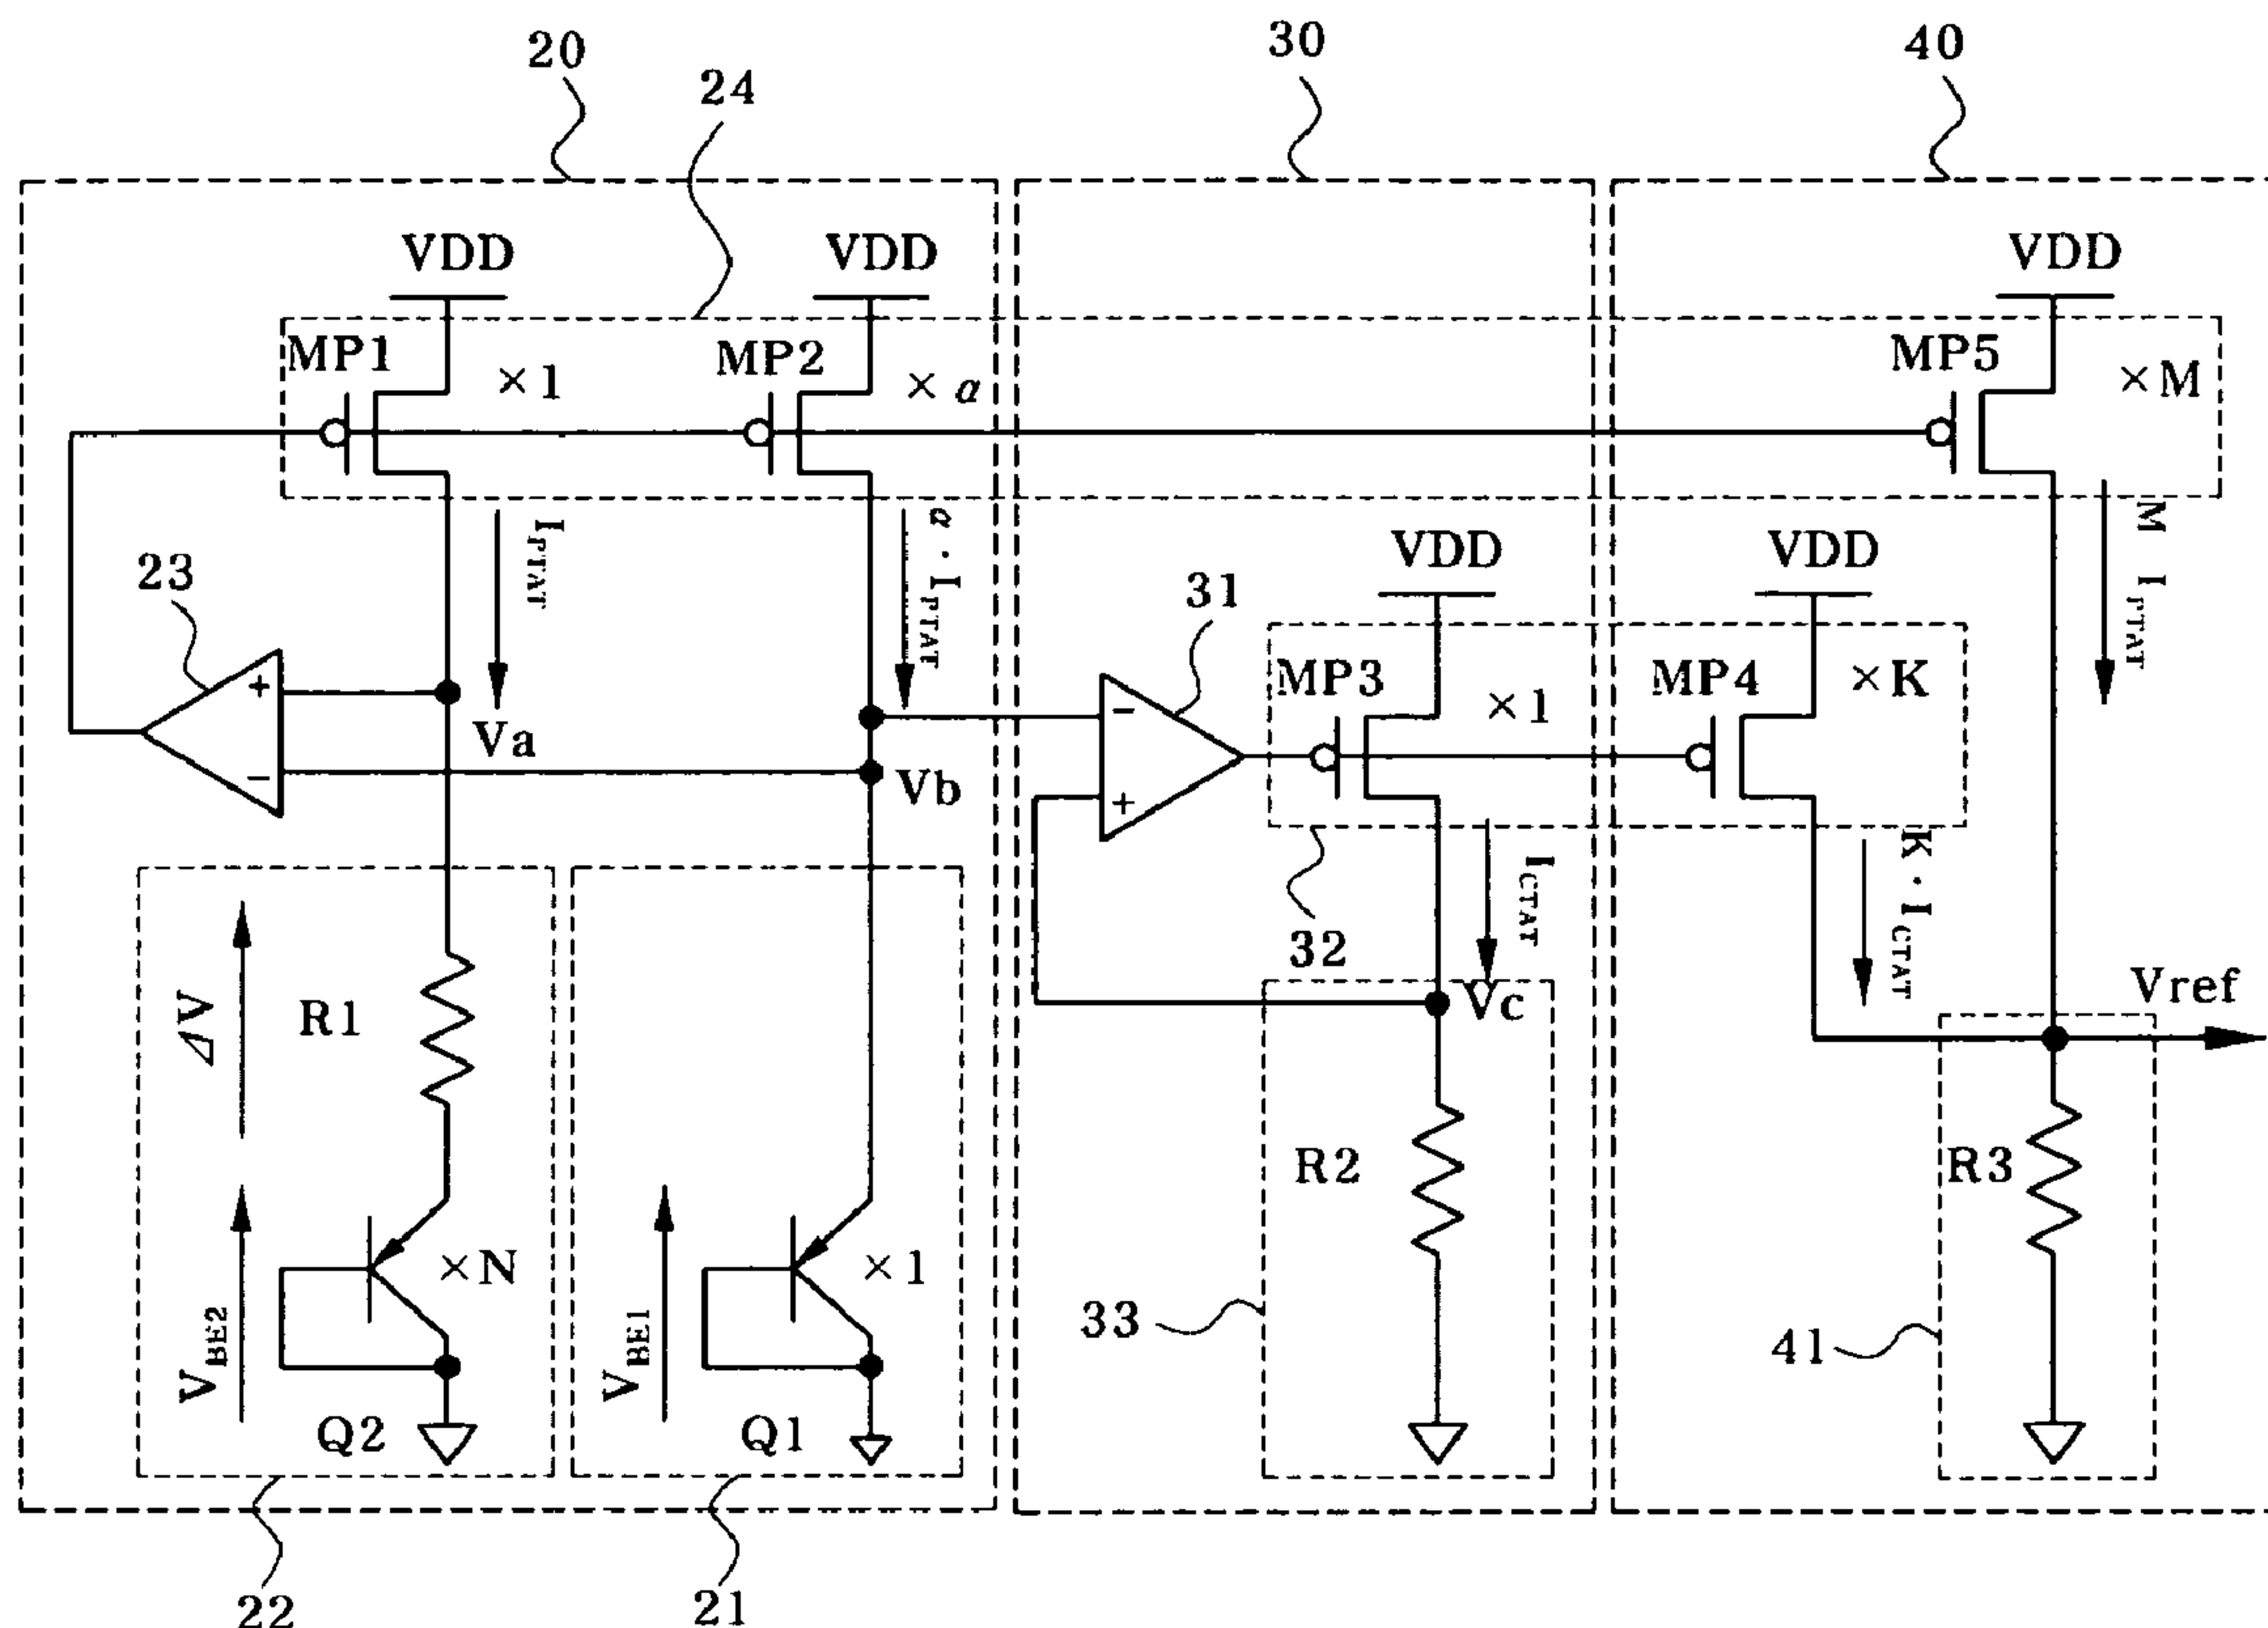 20
30
40
24
VDD
VDD
VDD
MP1
×1
MP2
×a
MP5
×M
I PTAT
a·I PTAT
M I PTAT
23
+
-
Va
Vb
31
-
+
VDD
VDD
MP3
×1
MP4
×K
32
I CTAT
K·I CTAT
Vc
Vref
ΔV
R1
V BE2
×N
Q2
V BE1
×1
Q1
R2
33
R3
41
22
21